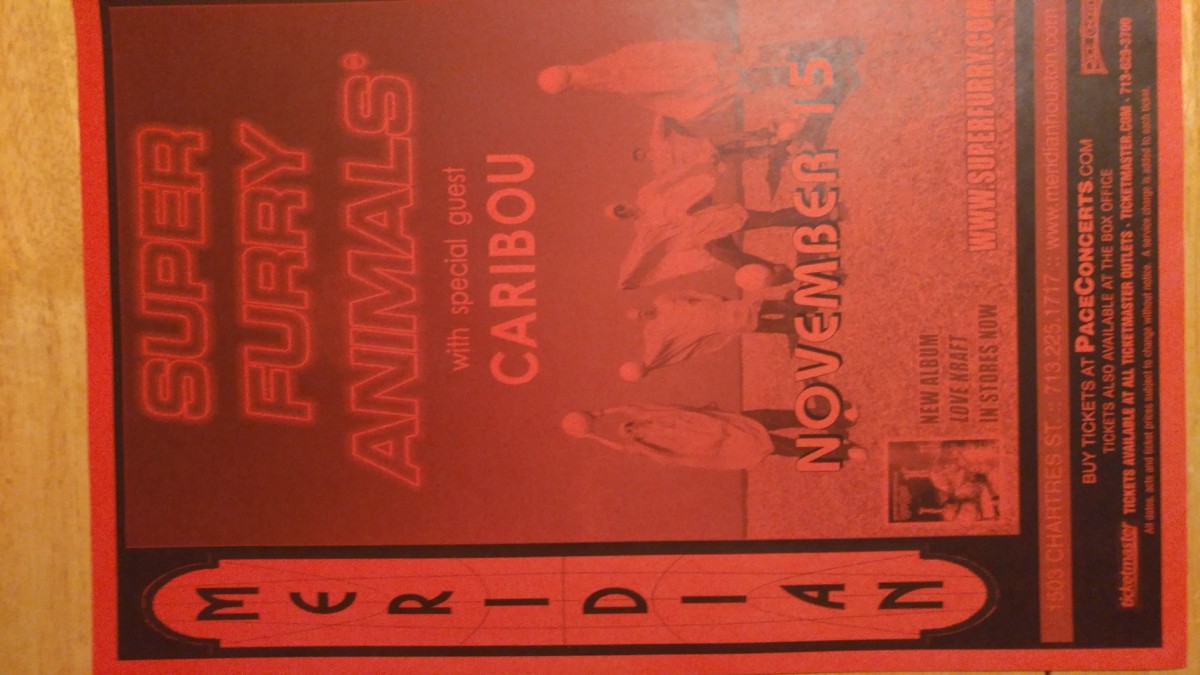 SUPER
FURRY
ANIMALS
with special guest
CARIBOU
NOVEMBER 15
NEW ALBUM
LOVE KRAFT
IN STORES NOW
WWW.SUPERFURRY.COM
MERIDIAN
1503 CHARTRES ST. :: 713.225.1717 :: www.meridianhouston.com
BUY TICKETS AT PACECONCERTS.COM
TICKETS ALSO AVAILABLE AT THE BOX OFFICE
ticketmaster TICKETS AVAILABLE AT ALL TICKETMASTER OUTLETS · TICKETMASTER.COM · 713-629-3700
All dates, acts and ticket prices subject to change without notice. A service charge is added to each ticket.